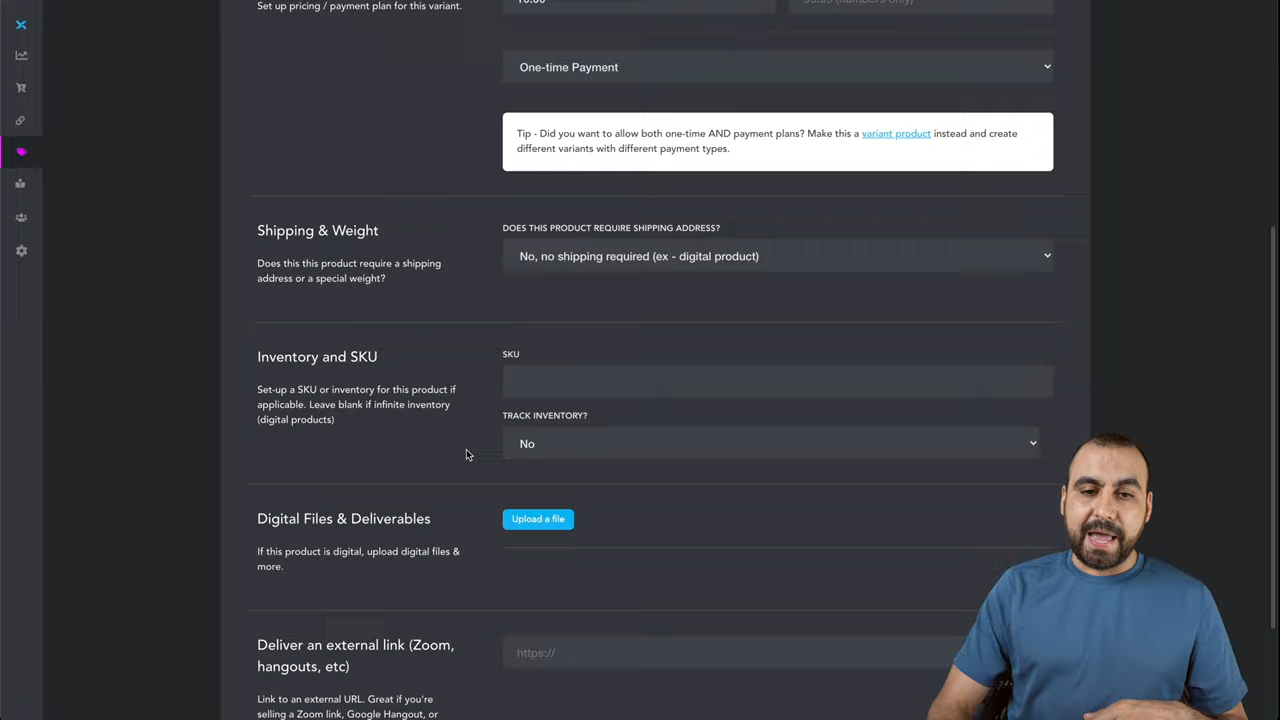 Set up pricing / payment plan for this variant.
One-time Payment
Tip - Did you want to allow both one-time AND payment plans? Make this a variant product instead and create
different variants with different payment types.
Shipping & Weight
Does this this product require a shipping
address or a special weight?
DOES THIS PRODUCT REQUIRE SHIPPING ADDRESS?
No, no shipping required (ex - digital product)
Inventory and SKU
Set-up a SKU or inventory for this product if
applicable. Leave blank if infinite inventory
(digital products)
SKU
TRACK INVENTORY?
No
Digital Files & Deliverables
If this product is digital, upload digital files &
more.
Upload a file
Deliver an external link (Zoom,
hangouts, etc)
Link to an external URL. Great if you're
selling a Zoom link, Google Hangout, or
https://